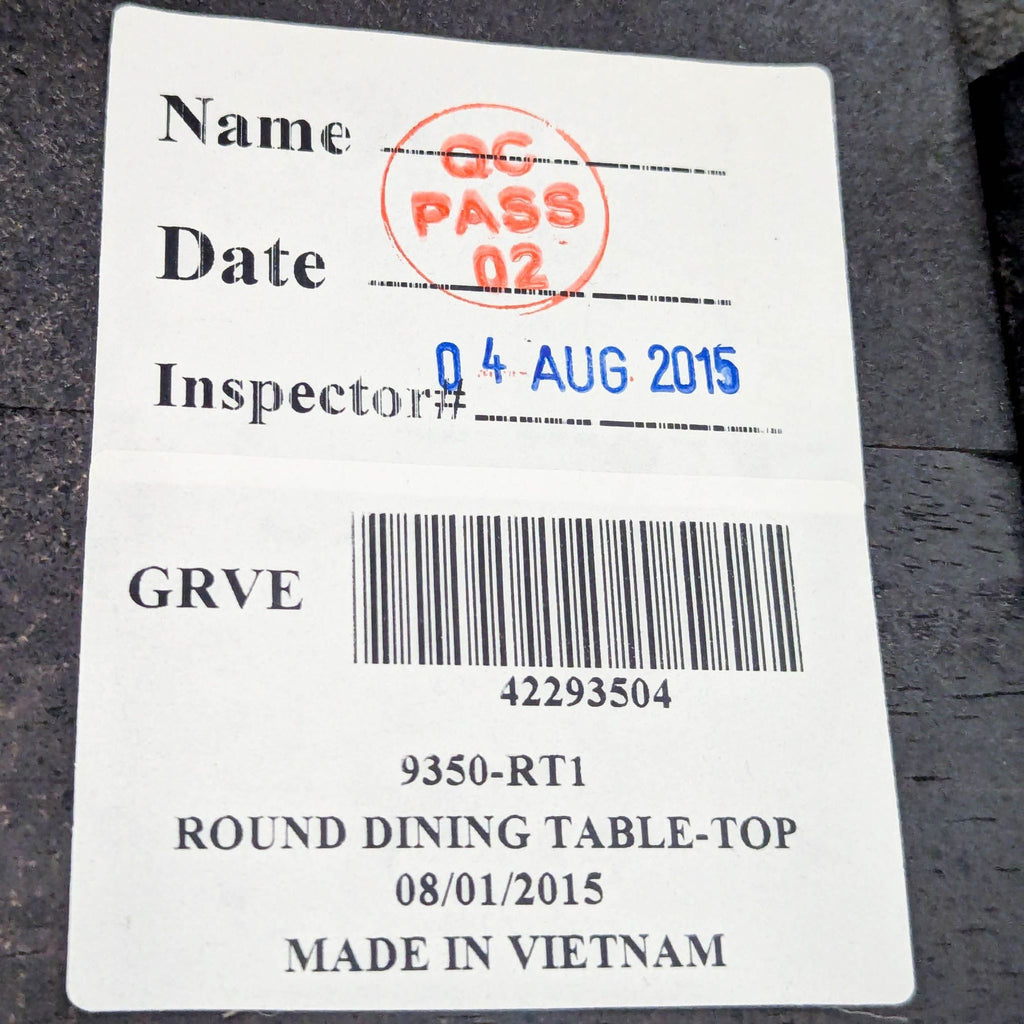 Name
QC
PASS
02
Date
04 AUG 2015
Inspector#
GRVE
42293504
9350-RT1
ROUND DINING TABLE-TOP
08/01/2015
MADE IN VIETNAM